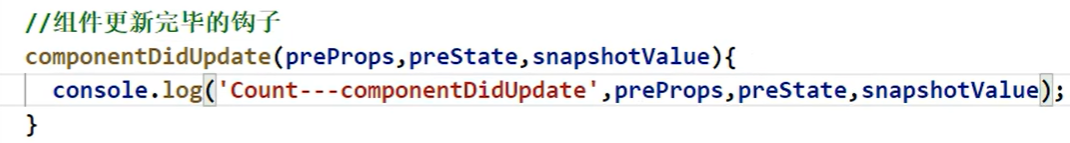 //组件更新完毕的钩子
componentDidUpdate(preProps,preState,snapshotValue){
console.log('Count---componentDidUpdate',preProps,preState,snapshotValue);
}